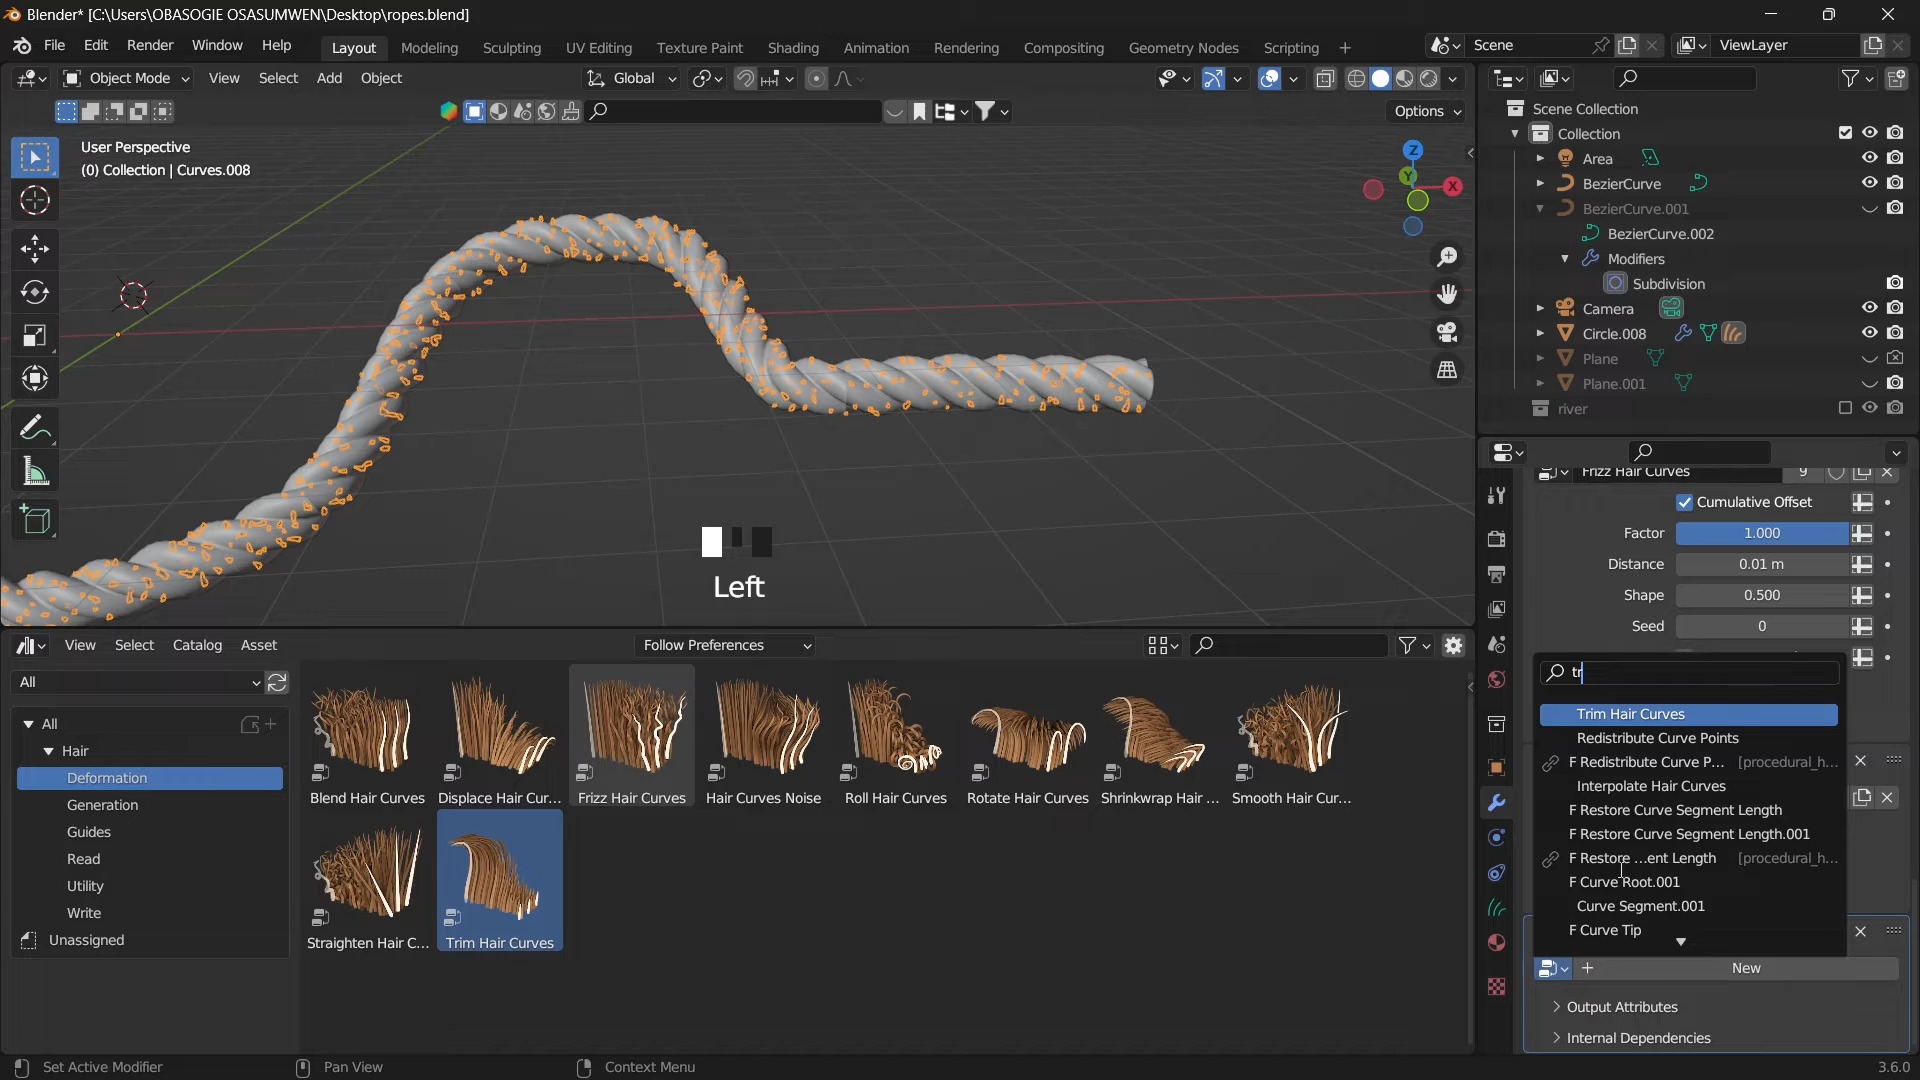 Blender* [C:\Users\OBASOGIE OSASUMWEN\Desktop\ropes.blend]
File Edit Render Window Help Layout Modeling Sculpting UV Editing Texture Paint Shading Animation Rendering Compositing Geometry Nodes Scripting + Scene ViewLayer
Object Mode View Select Add Object Global
Options
User Perspective
(0) Collection | Curves.008
Z
Y
X
Left
Scene Collection
Collection
Area
BezierCurve
BezierCurve.001
BezierCurve.002
Modifiers
Subdivision
Camera
Circle.008
Plane
Plane.001
river
Frizz Hair Curves 9
Cumulative Offset
Factor 1.000
Distance 0.01 m
Shape 0.500
Seed 0
tr
Trim Hair Curves
Redistribute Curve Points
F Redistribute Curve P... [procedural_h...
Interpolate Hair Curves
F Restore Curve Segment Length
F Restore Curve Segment Length.001
F Restore ...ent Length [procedural_h...
F Curve Root.001
Curve Segment.001
F Curve Tip
+ New
Output Attributes
Internal Dependencies
View Select Catalog Asset Follow Preferences
All
All
Hair
Deformation
Generation
Guides
Read
Utility
Write
Unassigned
Blend Hair Curves Displace Hair Cur... Frizz Hair Curves Hair Curves Noise Roll Hair Curves Rotate Hair Curves Shrinkwrap Hair ... Smooth Hair Cur...
Straighten Hair C... Trim Hair Curves
Set Active Modifier Pan View Context Menu 3.6.0